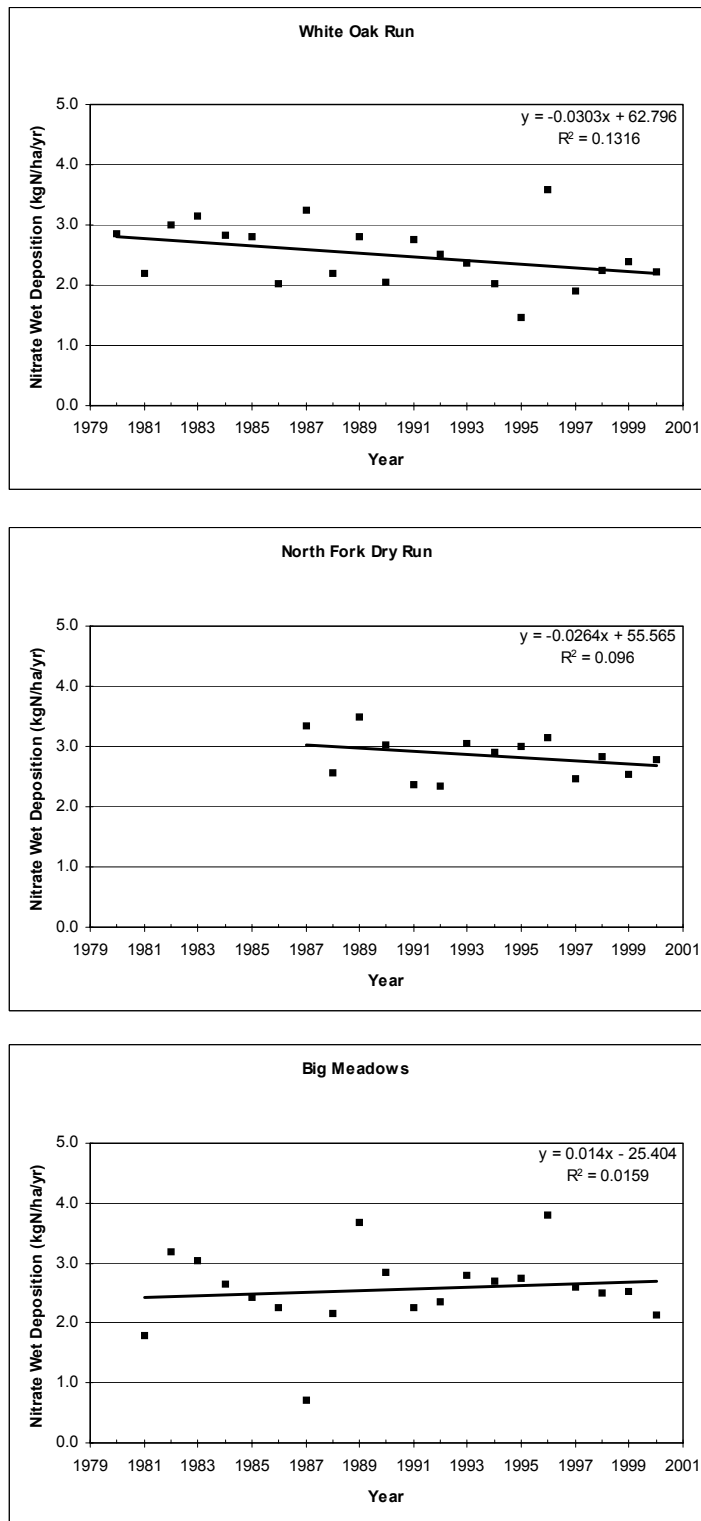 White Oak Run
y = -0.0303x + 62.796
R² = 0.1316
Nitrate Wet Deposition (kgN/ha/yr)
5.0
4.0
3.0
2.0
1.0
0.0
1979 1981 1983 1985 1987 1989 1991 1993 1995 1997 1999 2001
Year
North Fork Dry Run
y = -0.0264x + 55.565
R² = 0.096
Nitrate Wet Deposition (kgN/ha/yr)
5.0
4.0
3.0
2.0
1.0
0.0
1979 1981 1983 1985 1987 1989 1991 1993 1995 1997 1999 2001
Year
Big Meadows
y = 0.014x - 25.404
R² = 0.0159
Nitrate Wet Deposition (kgN/ha/yr)
5.0
4.0
3.0
2.0
1.0
0.0
1979 1981 1983 1985 1987 1989 1991 1993 1995 1997 1999 2001
Year